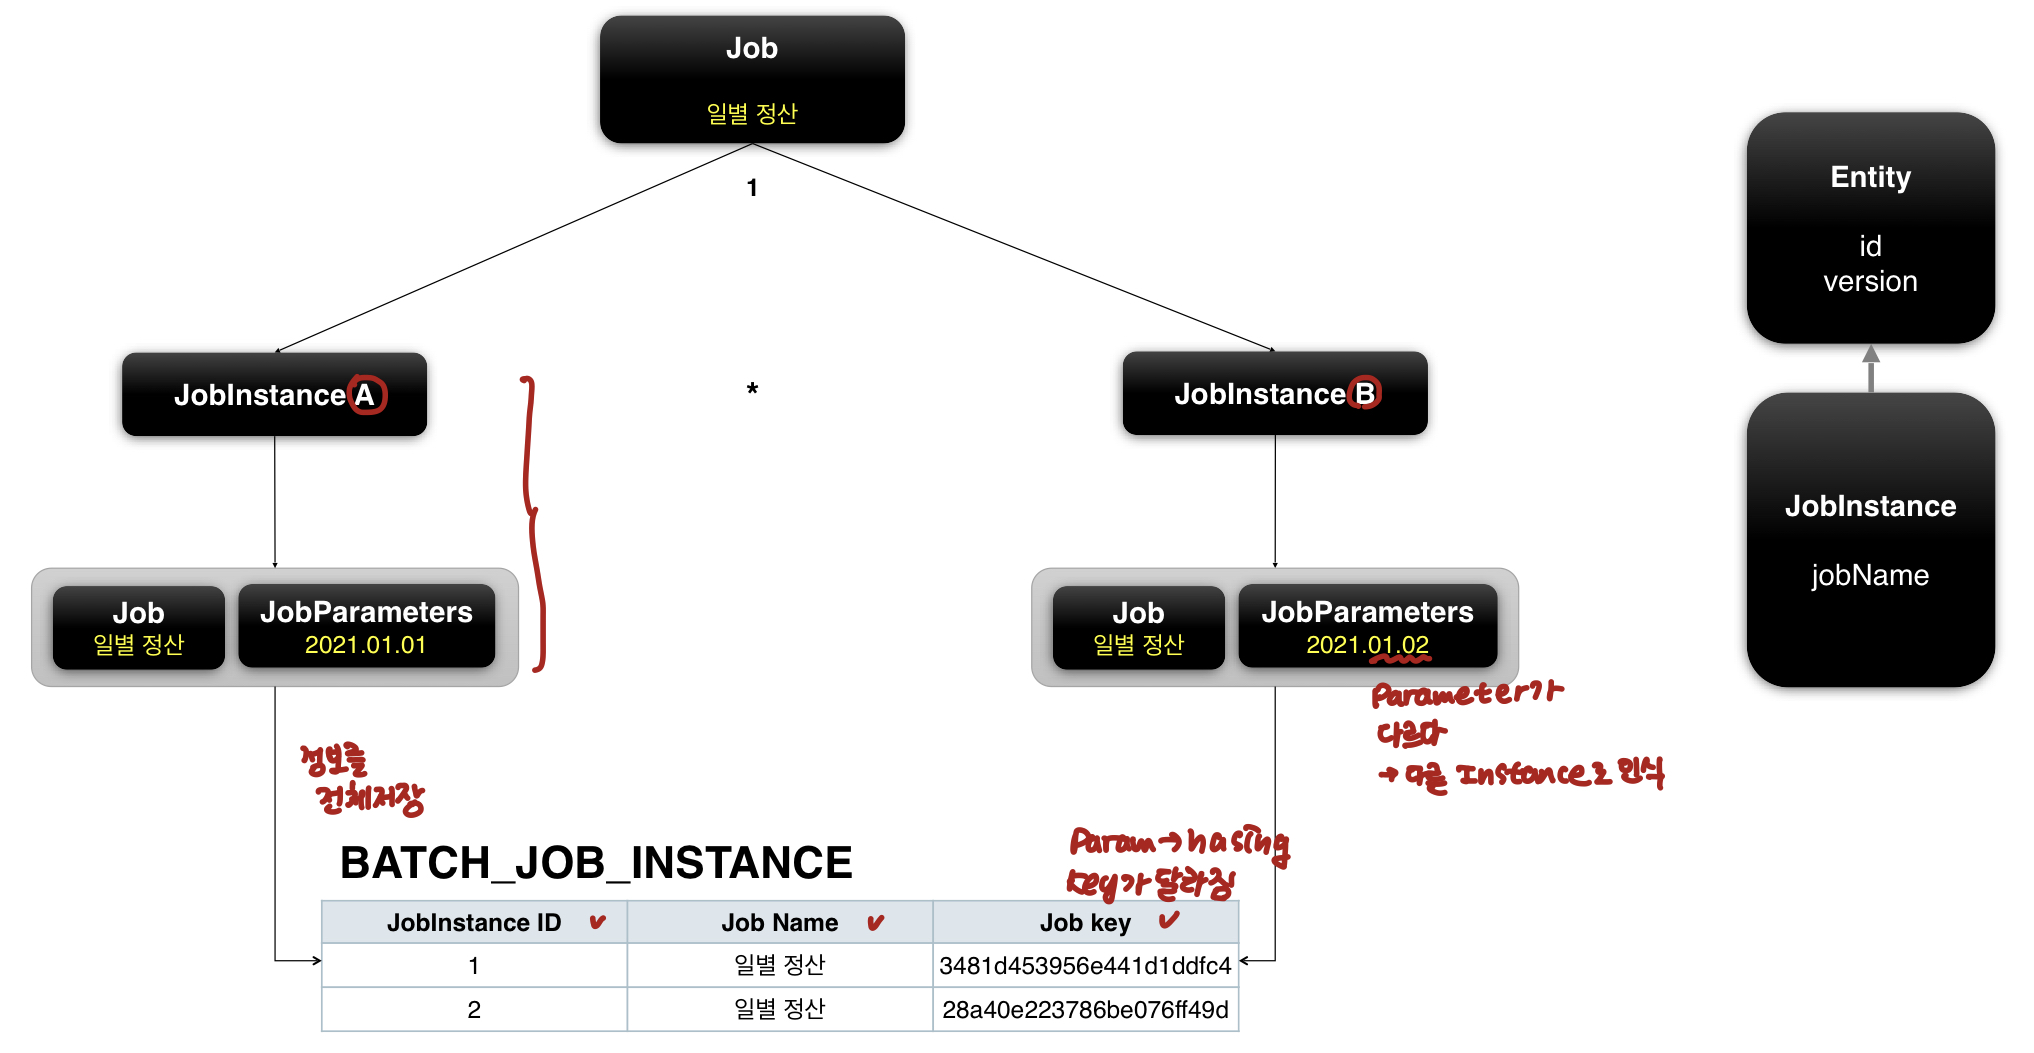 Job
일별 정산
1
Entity
id
version
JobInstance A
*
JobInstance B
JobInstance
jobName
Job
일별 정산
JobParameters
2021.01.01
Job
일별 정산
JobParameters
2021.01.02
Parameter가
다르다
→ 다른 Instance로 인식
정보를
전체저장
Param→hasing
Key가 달라짐
BATCH_JOB_INSTANCE
JobInstance ID ✓ Job Name ✓ Job key ✓
1 일별 정산 3481d453956e441d1ddfc4
2 일별 정산 28a40e223786be076ff49d